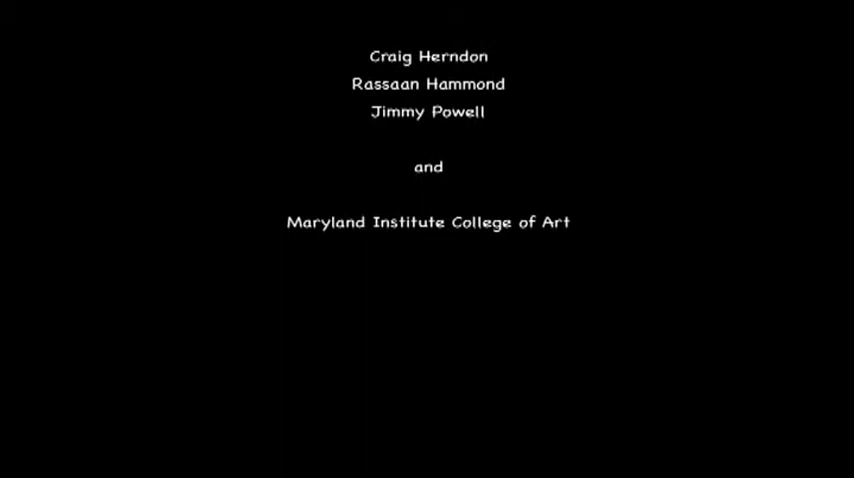 Craig Herndon
Rassaan Hammond
Jimmy Powell
and
Maryland Institute College of Art